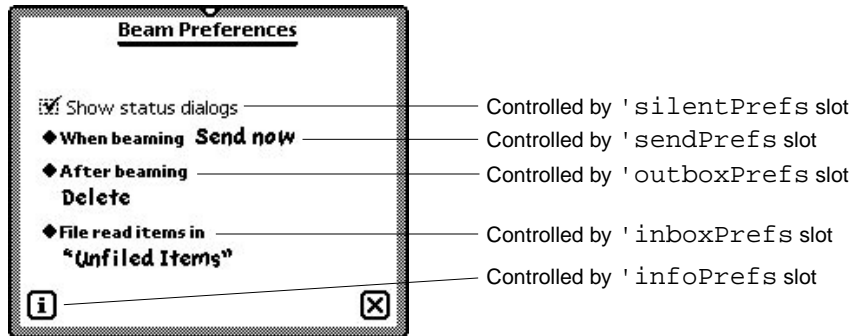 Beam Preferences
Show status dialogs Controlled by 'silentPrefs slot
◆When beaming Send now Controlled by 'sendPrefs slot
◆After beaming Controlled by 'outboxPrefs slot
Delete
◆File read items in Controlled by 'inboxPrefs slot
“Unfiled Items”
i Controlled by 'infoPrefs slot